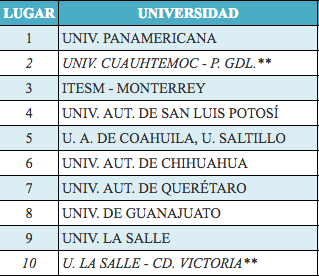 LUGAR UNIVERSIDAD
1 UNIV. PANAMERICANA
2 UNIV. CUAUHTEMOC - P. GDL.**
3 ITESM - MONTERREY
4 UNIV. AUT. DE SAN LUIS POTOSÍ
5 U. A. DE COAHUILA, U. SALTILLO
6 UNIV. AUT. DE CHIHUAHUA
7 UNIV. AUT. DE QUERÉTARO
8 UNIV. DE GUANAJUATO
9 UNIV. LA SALLE
10 U. LA SALLE - CD. VICTORIA**